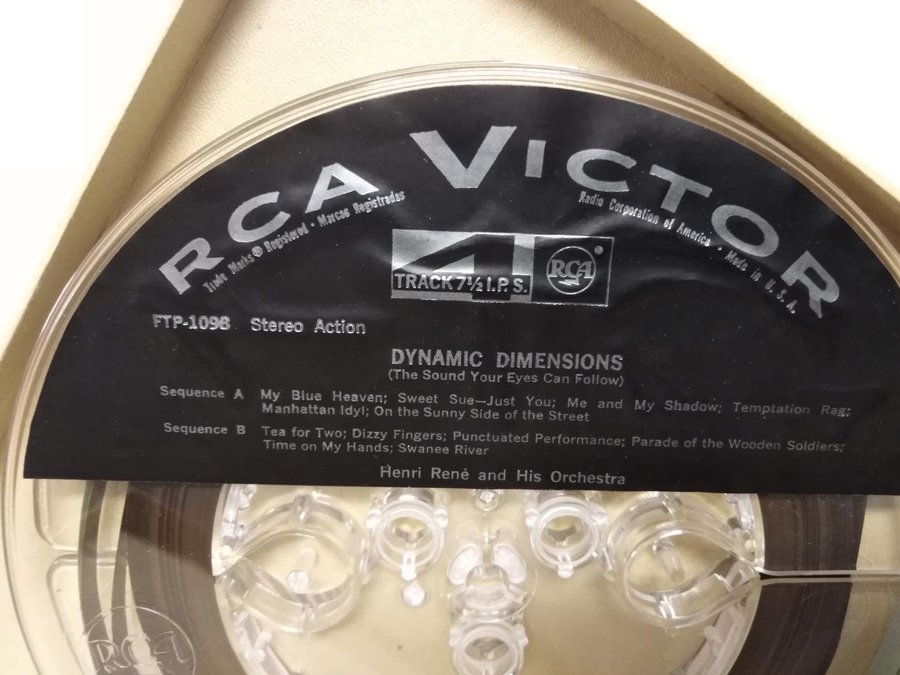 RCA VICTOR
Trade Marks® Registered • Marcas Registradas
Radio Corporation of America • Made in U.S.A.
4
TRACK 7½ I.P.S.
RCA
FTP-1098 Stereo Action
DYNAMIC DIMENSIONS
(The Sound Your Eyes Can Follow)
Sequence A My Blue Heaven; Sweet Sue—Just You; Me and My Shadow; Temptation Rag;
Manhattan Idyl; On the Sunny Side of the Street
Sequence B Tea for Two; Dizzy Fingers; Punctuated Performance; Parade of the Wooden Soldiers;
Time on My Hands; Swanee River
Henri René and His Orchestra
RCA